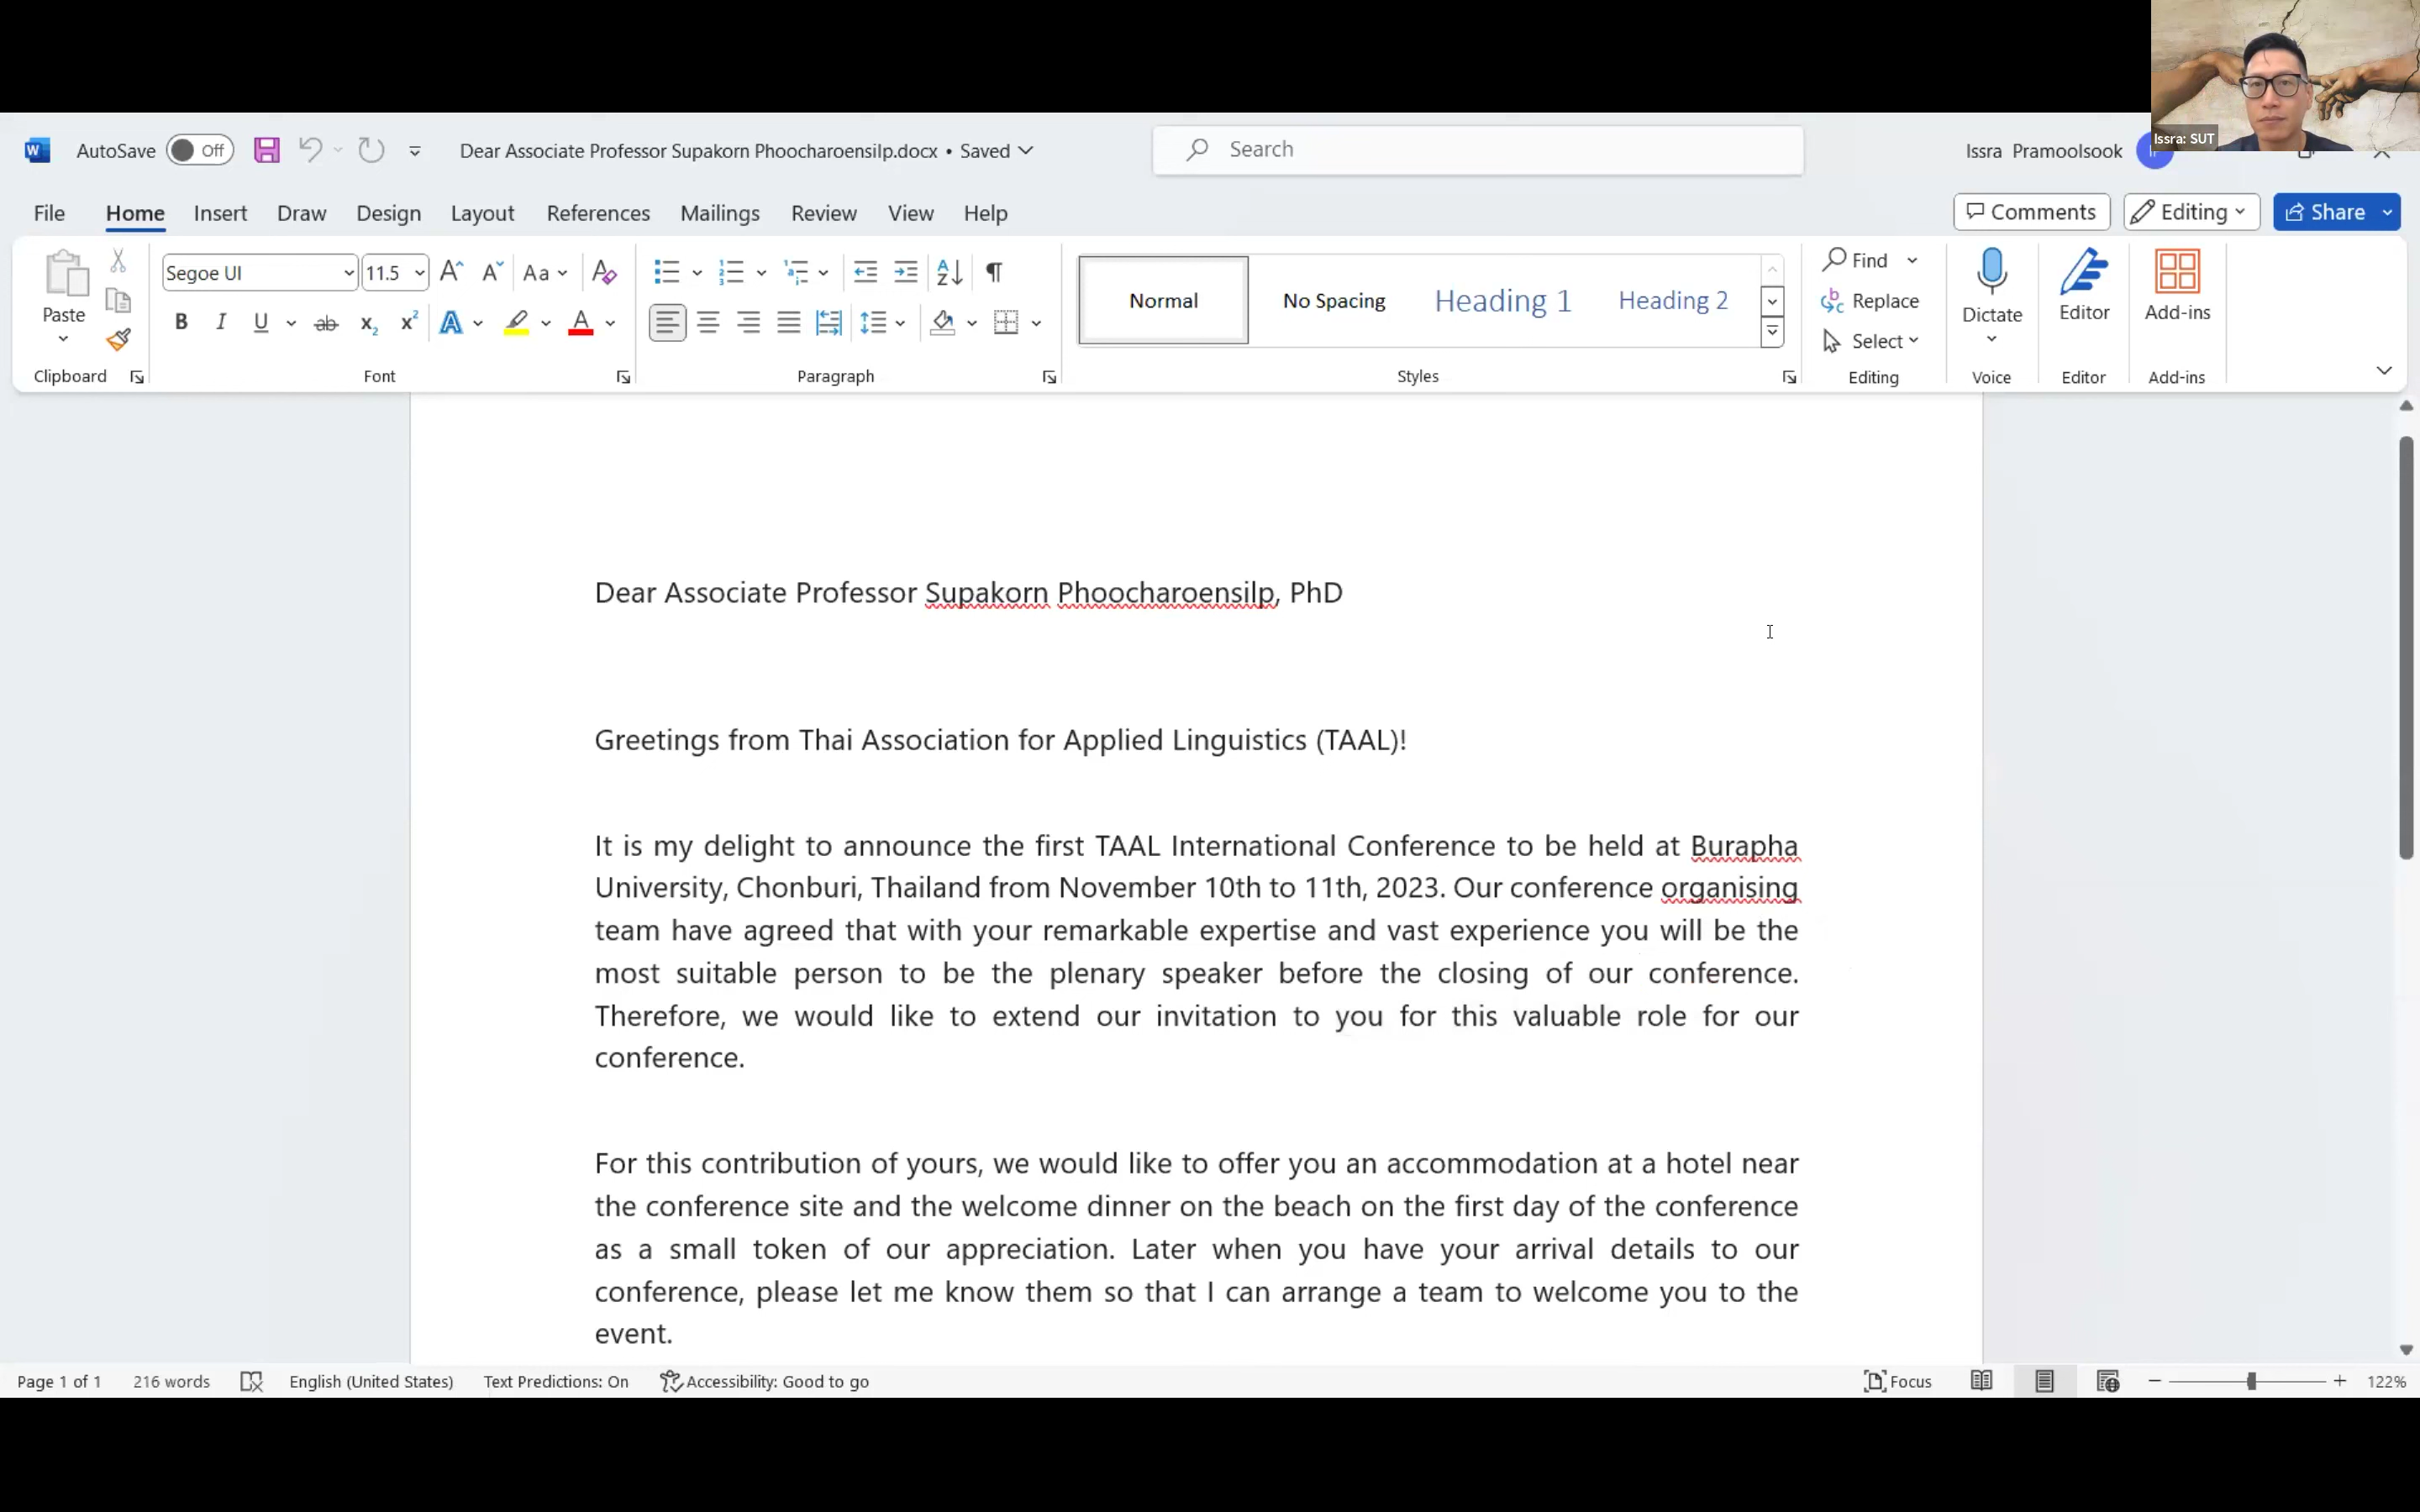 Issra: SUT
AutoSave Off Dear Associate Professor Supakorn Phoocharoensilp.docx • Saved Search Issra Pramoolsook
File Home Insert Draw Design Layout References Mailings Review View Help Comments Editing Share
Paste Segoe UI 11.5 Aa Normal No Spacing Heading 1 Heading 2 Find Replace Select Dictate Editor Add-ins
Clipboard Font Paragraph Styles Editing Voice Editor Add-ins
Dear Associate Professor Supakorn Phoocharoensilp, PhD
Greetings from Thai Association for Applied Linguistics (TAAL)!
It is my delight to announce the first TAAL International Conference to be held at Burapha
University, Chonburi, Thailand from November 10th to 11th, 2023. Our conference organising
team have agreed that with your remarkable expertise and vast experience you will be the
most suitable person to be the plenary speaker before the closing of our conference.
Therefore, we would like to extend our invitation to you for this valuable role for our
conference.
For this contribution of yours, we would like to offer you an accommodation at a hotel near
the conference site and the welcome dinner on the beach on the first day of the conference
as a small token of our appreciation. Later when you have your arrival details to our
conference, please let me know them so that I can arrange a team to welcome you to the
event.
Page 1 of 1 216 words English (United States) Text Predictions: On Accessibility: Good to go Focus 122%